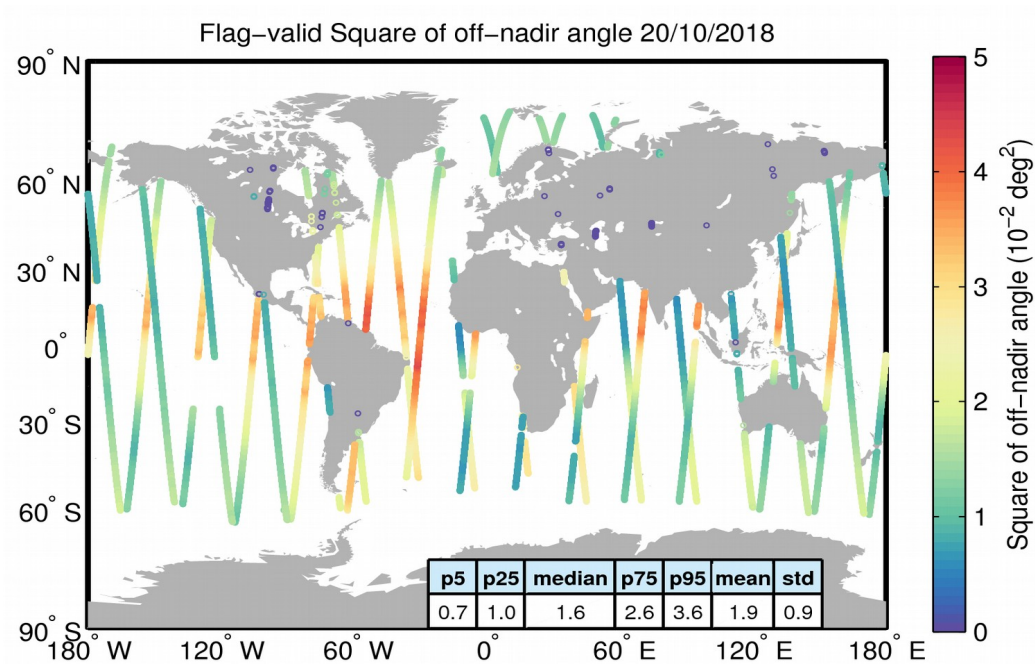 Flag−valid Square of off−nadir angle 20/10/2018
90° N
60° N
30° N
0°
30° S
60° S
90° S
180° W
120° W
60° W
0°
60° E
120° E
180° E
p5 p25 median p75 p95 mean std
0.7 1.0 1.6 2.6 3.6 1.9 0.9
5
4
3
2
1
0
Square of off−nadir angle (10⁻² deg²)